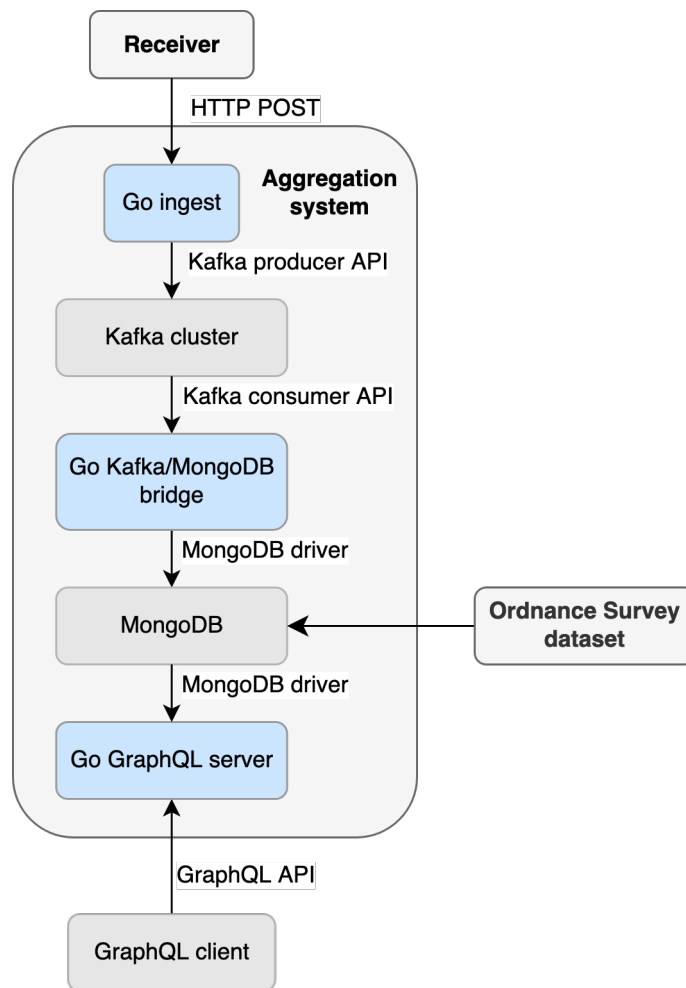 Receiver
HTTP POST
Aggregation
system
Go ingest
Kafka producer API
Kafka cluster
Kafka consumer API
Go Kafka/MongoDB
bridge
MongoDB driver
MongoDB
Ordnance Survey
dataset
MongoDB driver
Go GraphQL server
GraphQL API
GraphQL client